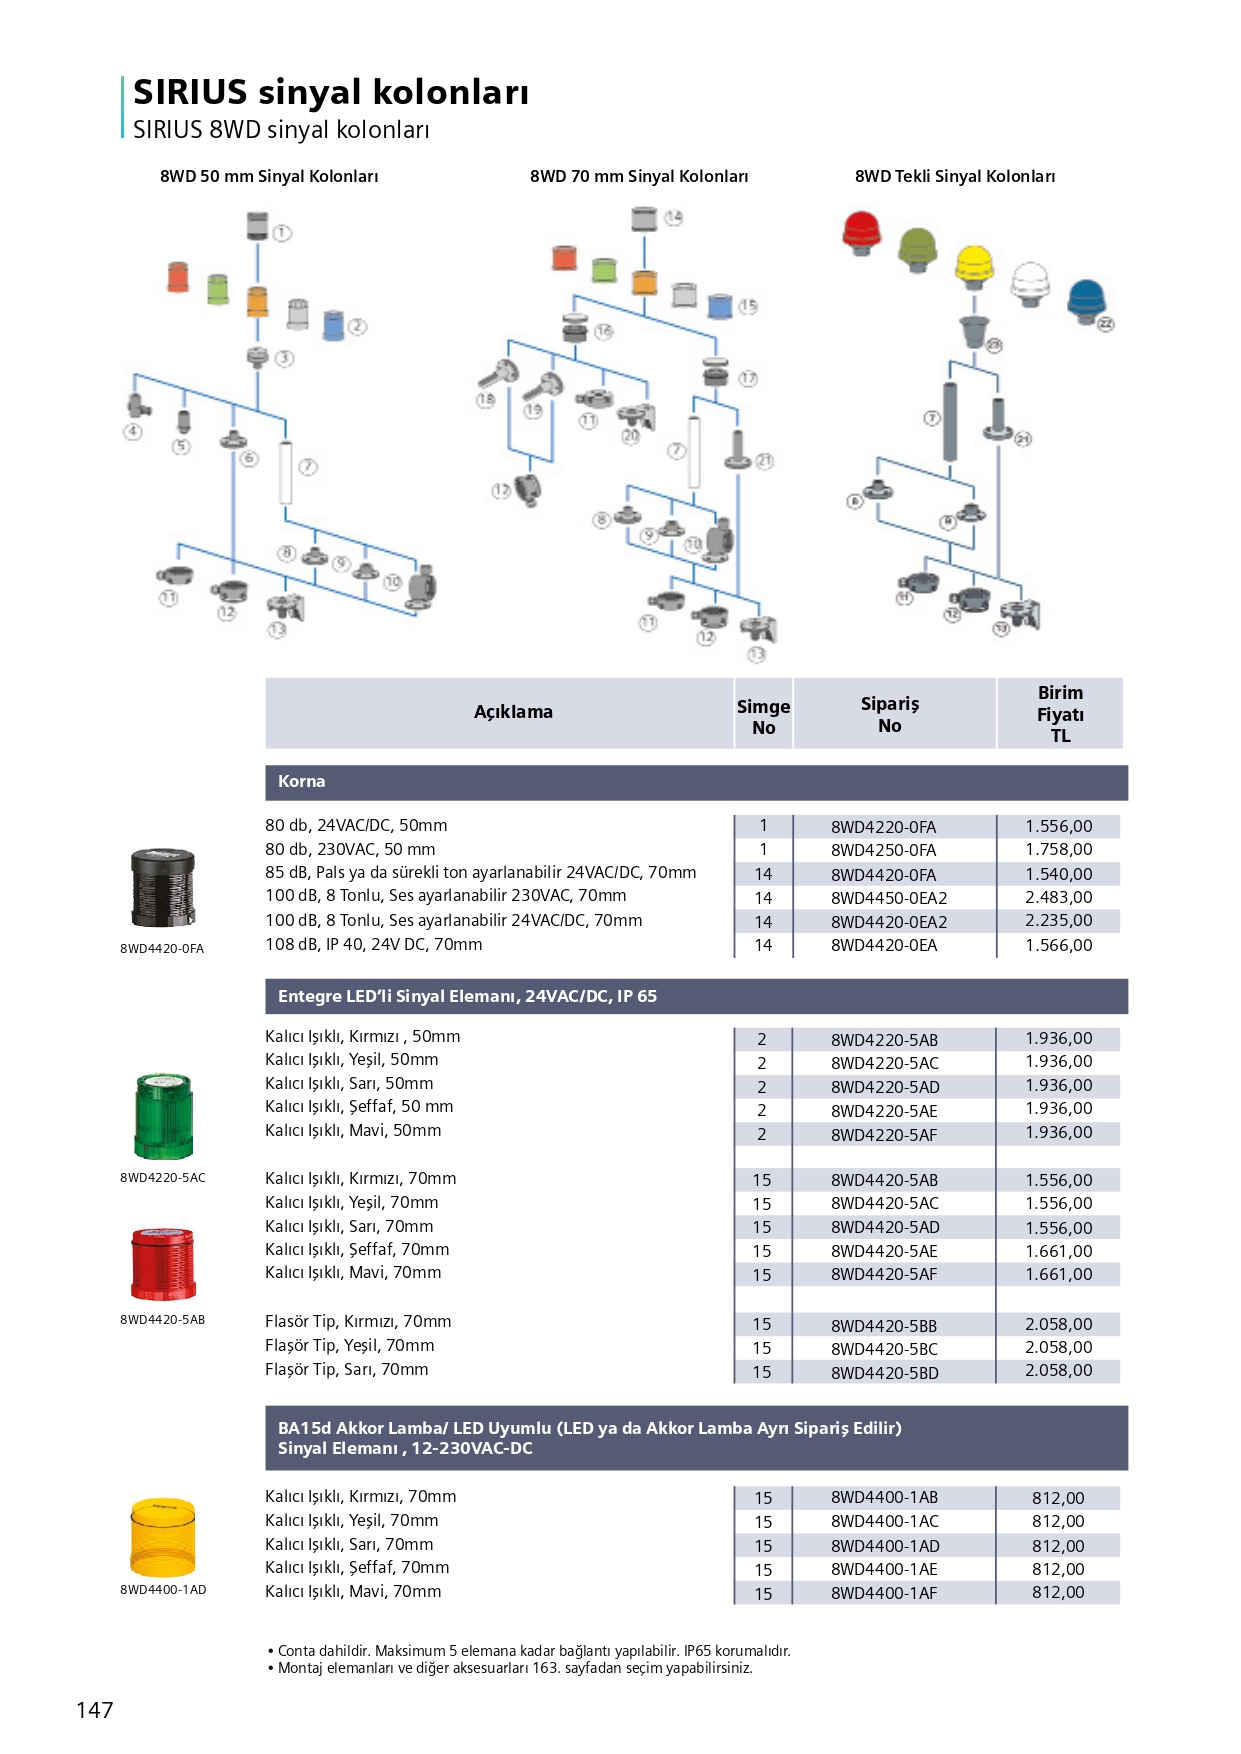 SIRIUS sinyal kolonları
SIRIUS 8WD sinyal kolonları
8WD 50 mm Sinyal Kolonları
1
2
3
4
5
6
7
8
9
10
11
12
13
8WD 70 mm Sinyal Kolonları
14
15
16
17
18
19
11
20
7
21
12
8
9
10
11
12
13
8WD Tekli Sinyal Kolonları
22
23
7
21
8
9
11
12
13
Açıklama Simge No Sipariş No Birim Fiyatı TL
Korna
80 db, 24VAC/DC, 50mm 1 8WD4220-0FA 1.556,00
80 db, 230VAC, 50 mm 1 8WD4250-0FA 1.758,00
85 dB, Pals ya da sürekli ton ayarlanabilir 24VAC/DC, 70mm 14 8WD4420-0FA 1.540,00
100 dB, 8 Tonlu, Ses ayarlanabilir 230VAC, 70mm 14 8WD4450-0EA2 2.483,00
100 dB, 8 Tonlu, Ses ayarlanabilir 24VAC/DC, 70mm 14 8WD4420-0EA2 2.235,00
108 dB, IP 40, 24V DC, 70mm 14 8WD4420-0EA 1.566,00
8WD4420-0FA
Entegre LED’li Sinyal Elemanı, 24VAC/DC, IP 65
Kalıcı Işıklı, Kırmızı , 50mm 2 8WD4220-5AB 1.936,00
Kalıcı Işıklı, Yeşil, 50mm 2 8WD4220-5AC 1.936,00
Kalıcı Işıklı, Sarı, 50mm 2 8WD4220-5AD 1.936,00
Kalıcı Işıklı, Şeffaf, 50 mm 2 8WD4220-5AE 1.936,00
Kalıcı Işıklı, Mavi, 50mm 2 8WD4220-5AF 1.936,00
8WD4220-5AC
Kalıcı Işıklı, Kırmızı, 70mm 15 8WD4420-5AB 1.556,00
Kalıcı Işıklı, Yeşil, 70mm 15 8WD4420-5AC 1.556,00
Kalıcı Işıklı, Sarı, 70mm 15 8WD4420-5AD 1.556,00
Kalıcı Işıklı, Şeffaf, 70mm 15 8WD4420-5AE 1.661,00
Kalıcı Işıklı, Mavi, 70mm 15 8WD4420-5AF 1.661,00
8WD4420-5AB
Flasör Tip, Kırmızı, 70mm 15 8WD4420-5BB 2.058,00
Flaşör Tip, Yeşil, 70mm 15 8WD4420-5BC 2.058,00
Flaşör Tip, Sarı, 70mm 15 8WD4420-5BD 2.058,00
BA15d Akkor Lamba/ LED Uyumlu (LED ya da Akkor Lamba Ayrı Sipariş Edilir)
Sinyal Elemanı , 12-230VAC-DC
Kalıcı Işıklı, Kırmızı, 70mm 15 8WD4400-1AB 812,00
Kalıcı Işıklı, Yeşil, 70mm 15 8WD4400-1AC 812,00
Kalıcı Işıklı, Sarı, 70mm 15 8WD4400-1AD 812,00
Kalıcı Işıklı, Şeffaf, 70mm 15 8WD4400-1AE 812,00
Kalıcı Işıklı, Mavi, 70mm 15 8WD4400-1AF 812,00
8WD4400-1AD
• Conta dahildir. Maksimum 5 elemana kadar bağlantı yapılabilir. IP65 korumalıdır.
• Montaj elemanları ve diğer aksesuarları 163. sayfadan seçim yapabilirsiniz.
147